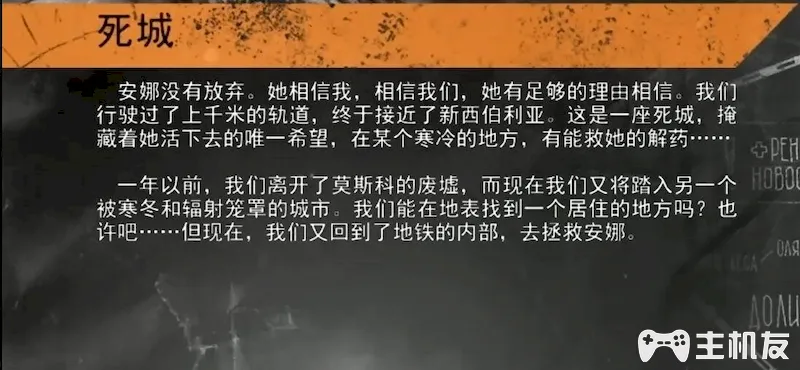 死城
安娜没有放弃。她相信我，相信我们，她有足够的理由相信。我们
行驶过了上千米的轨道，终于接近了新西伯利亚。这是一座死城，掩
藏着她活下去的唯一希望，在某个寒冷的地方，有能救她的解药……
一年以前，我们离开了莫斯科的废墟，而现在我们又将踏入另一个
被寒冬和辐射笼罩的城市。我们能在地表找到一个居住的地方吗？也
许吧……但现在，我们又回到了地铁的内部，去拯救安娜。
РЕН
НОВОС
ОЛЯ
ДОЛИ
主机友